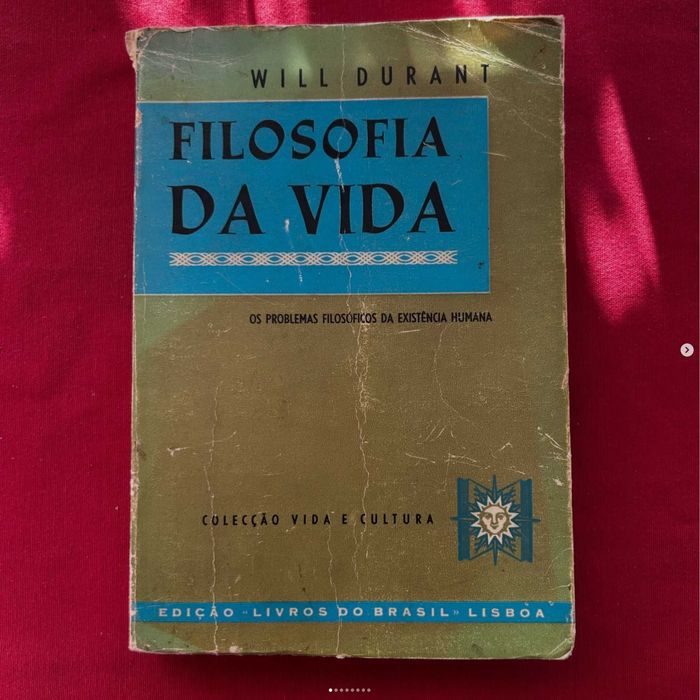 WILL DURANT
FILOSOFIA
DA VIDA
OS PROBLEMAS FILOSÓFICOS DA EXISTÊNCIA HUMANA
COLECÇÃO VIDA E CULTURA
EDIÇÃO «LIVROS DO BRASIL» LISBOA